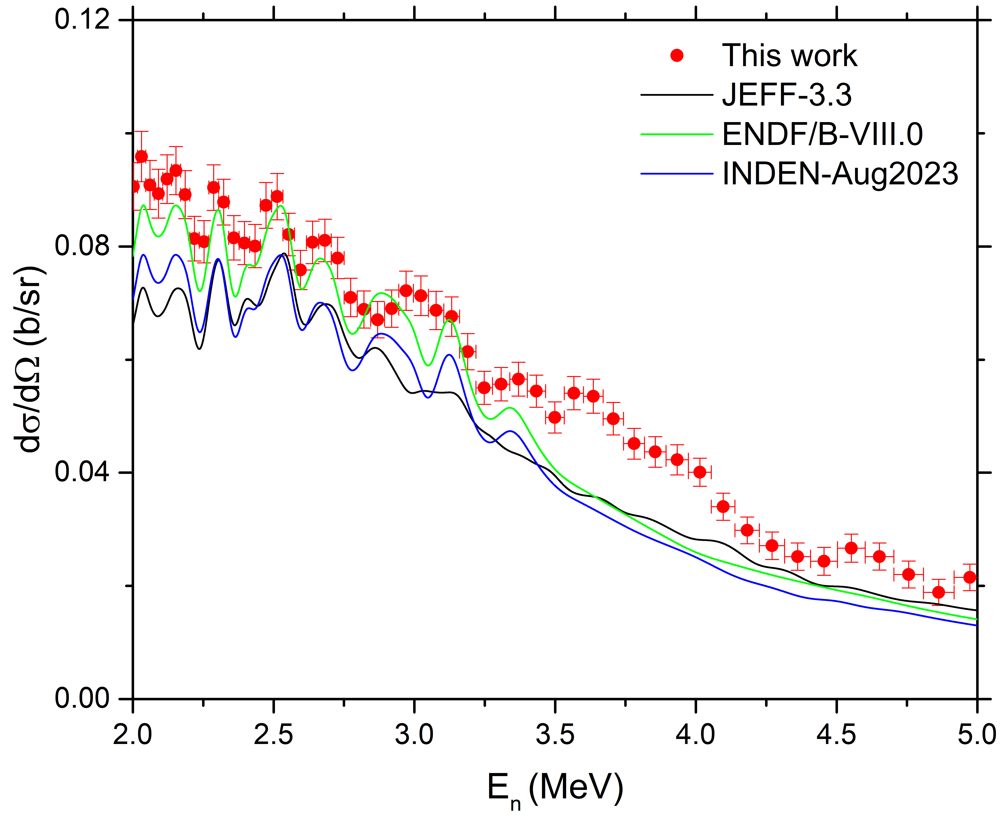 0.12
0.08
0.04
0.00
dσ/dΩ (b/sr)
This work
JEFF-3.3
ENDF/B-VIII.0
INDEN-Aug2023
2.0 2.5 3.0 3.5 4.0 4.5 5.0
En (MeV)